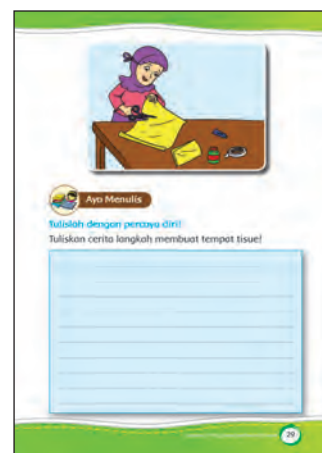 Ayo Menulis
Tulislah dengan percaya diri!
Tuliskan cerita langkah membuat tempat tisue!
29